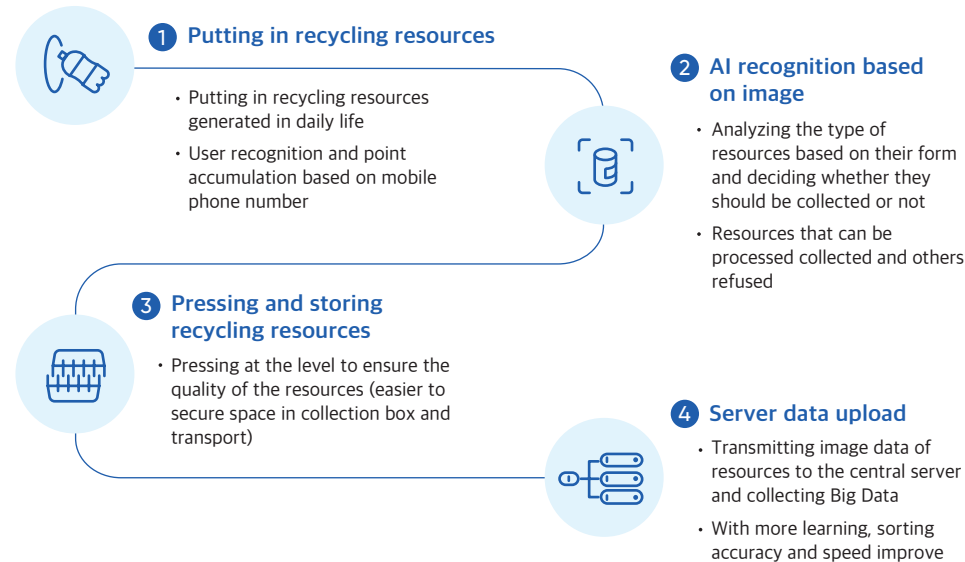 1 Putting in recycling resources
· Putting in recycling resources
generated in daily life
· User recognition and point
accumulation based on mobile
phone number
2 AI recognition based
on image
· Analyzing the type of
resources based on their form
and deciding whether they
should be collected or not
· Resources that can be
processed collected and others
refused
3 Pressing and storing
recycling resources
· Pressing at the level to ensure the
quality of the resources (easier to
secure space in collection box and
transport)
4 Server data upload
· Transmitting image data of
resources to the central server
and collecting Big Data
· With more learning, sorting
accuracy and speed improve